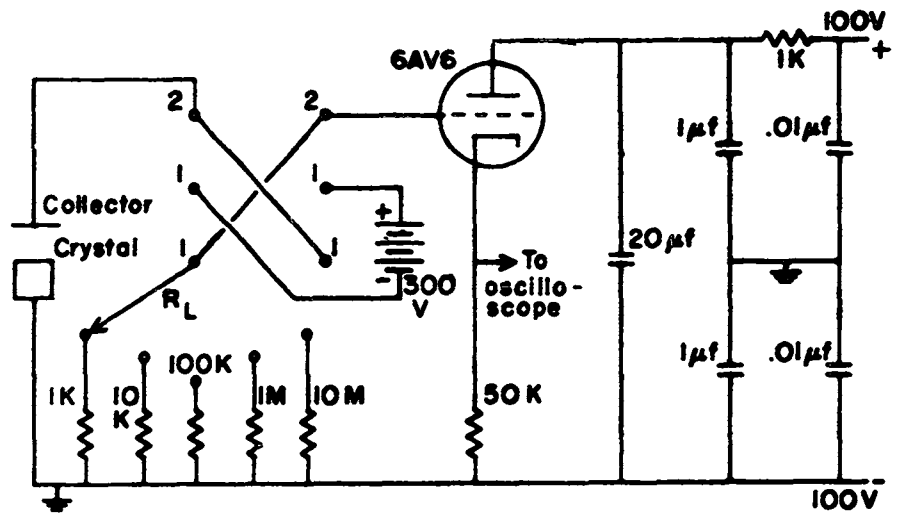 100V
+
6AV6
1K
2
2
1μf
.01μf
1
1
Collector
+
Crystal
1
1
To
oscillo-
scope
20μf
-
300
V
R_L
1μf
.01μf
100K
1K
10
K
1M
10M
50K
-
100V